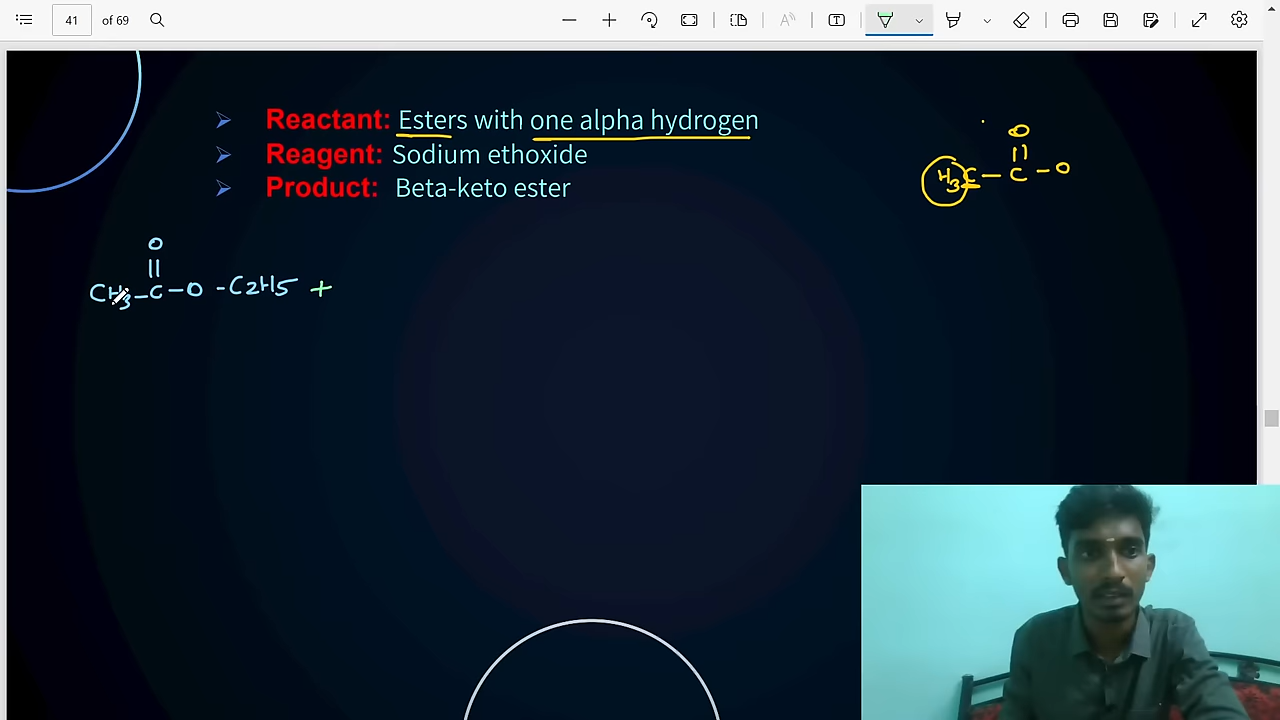 41 of 69
Reactant: Esters with one alpha hydrogen
Reagent: Sodium ethoxide
Product: Beta-keto ester
O
||
H3C – C – O
O
||
CH3 – C – O - C2H5 +